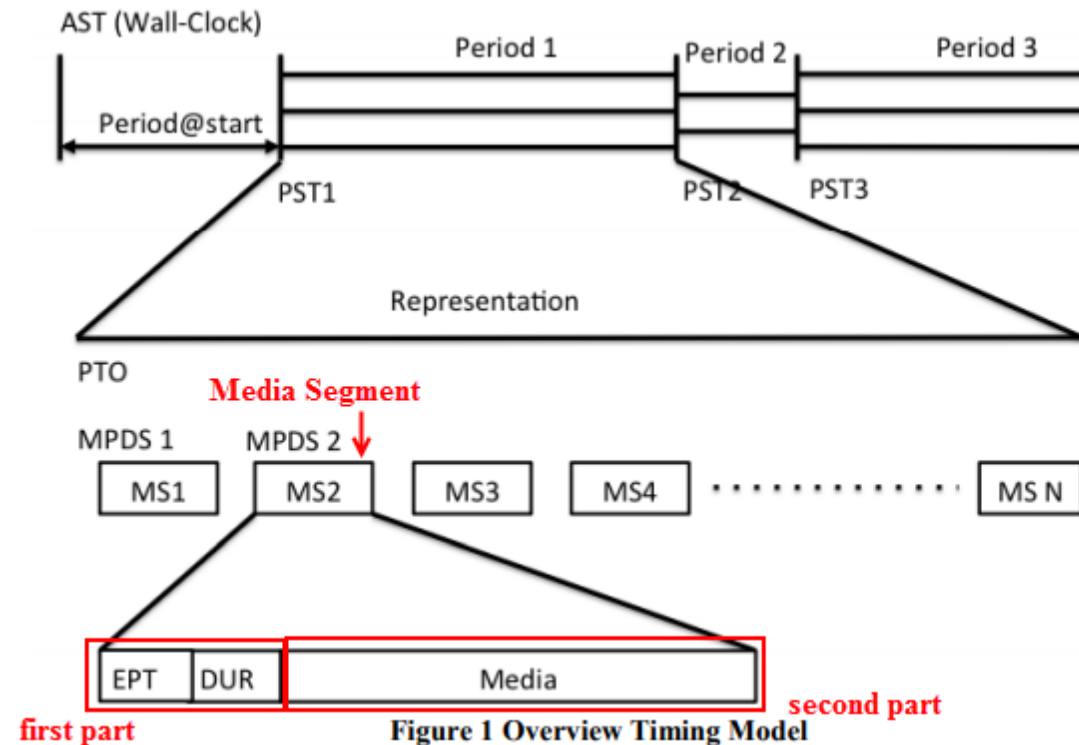 AST (Wall-Clock)
Period 1
Period 2
Period 3
Period@start
PST1
PST2
PST3
Representation
PTO
Media Segment
MPDS 1
MPDS 2
MS1
MS2
MS3
MS4
MS N
EPT
DUR
Media
first part
second part
Figure 1 Overview Timing Model